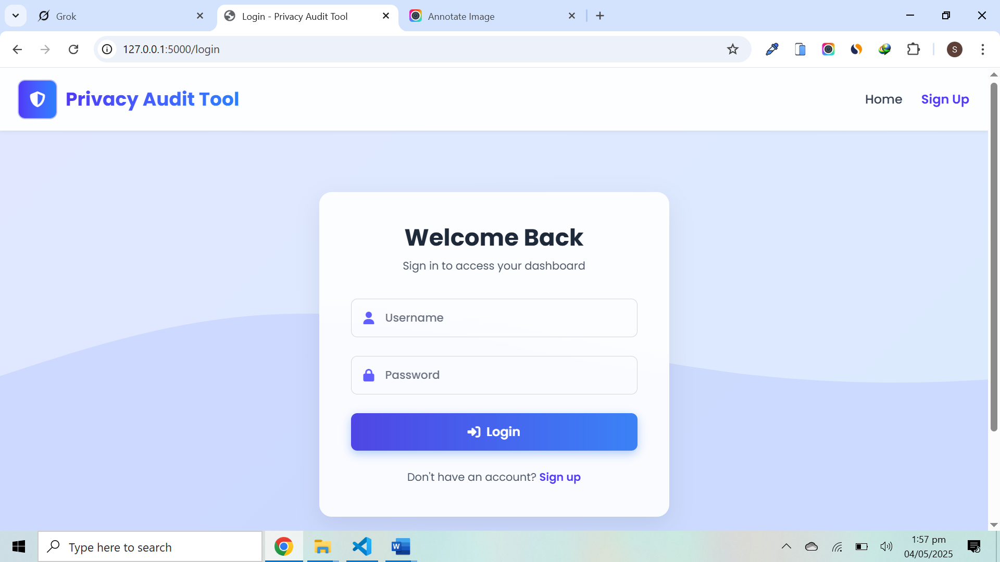 Grok
Login - Privacy Audit Tool
Annotate Image
127.0.0.1:5000/login
S
Privacy Audit Tool
Home
Sign Up
Welcome Back
Sign in to access your dashboard
Username
Password
Login
Don't have an account? Sign up
Type here to search
W
1:57 pm
04/05/2025